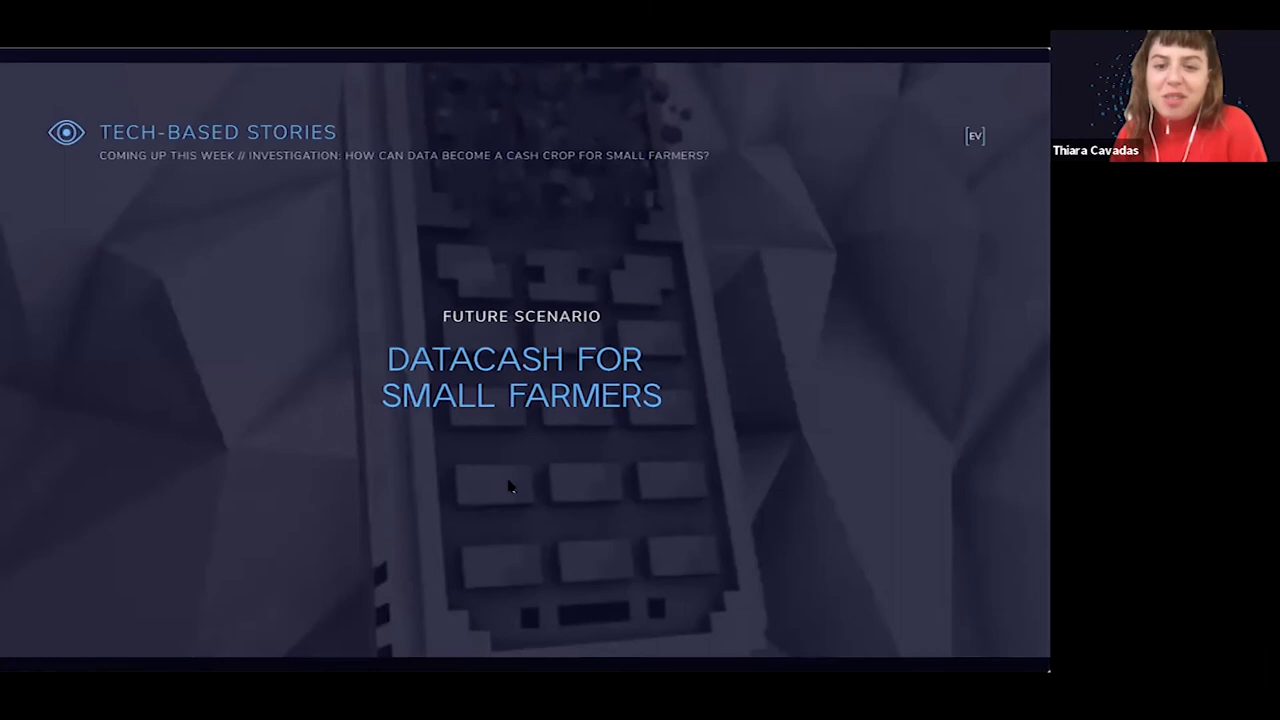 TECH-BASED STORIES
COMING UP THIS WEEK // INVESTIGATION: HOW CAN DATA BECOME A CASH CROP FOR SMALL FARMERS?
[EV]
Thiara Cavadas
FUTURE SCENARIO
DATACASH FOR
SMALL FARMERS